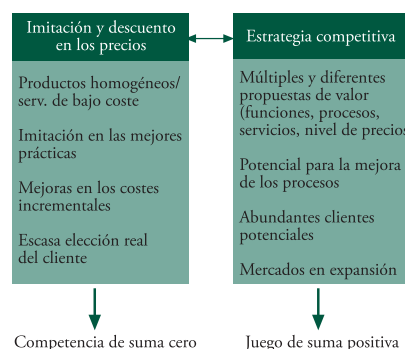 Imitación y descuento
en los precios
Productos homogéneos/
serv. de bajo coste
Imitación en las mejores
prácticas
Mejoras en los costes
incrementales
Escasa elección real
del cliente
Competencia de suma cero
Estrategia competitiva
Múltiples y diferentes
propuestas de valor
(funciones, procesos,
servicios, nivel de precios
Potencial para la mejora
de los procesos
Abundantes clientes
potenciales
Mercados en expansión
Juego de suma positiva